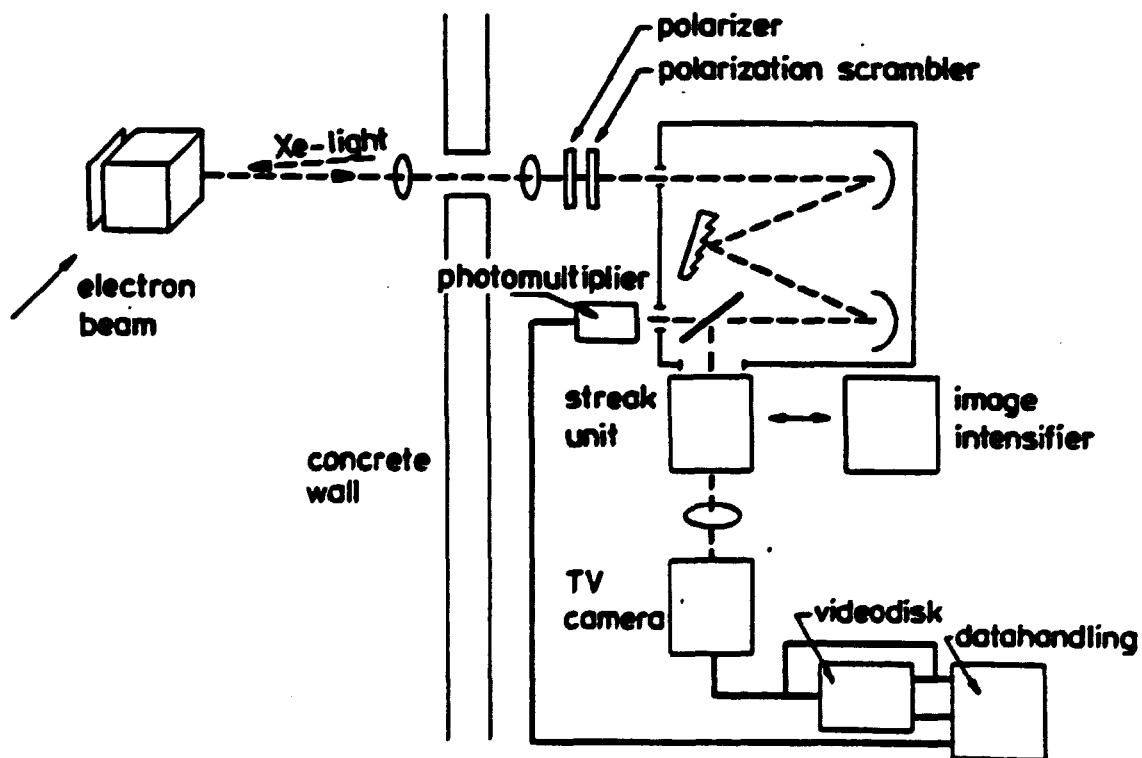 polarizer
polarization scrambler
Xe-light
electron
beam
photomultiplier
concrete
wall
streak
unit
image
intensifier
TV
camera
videodisk
datahandling